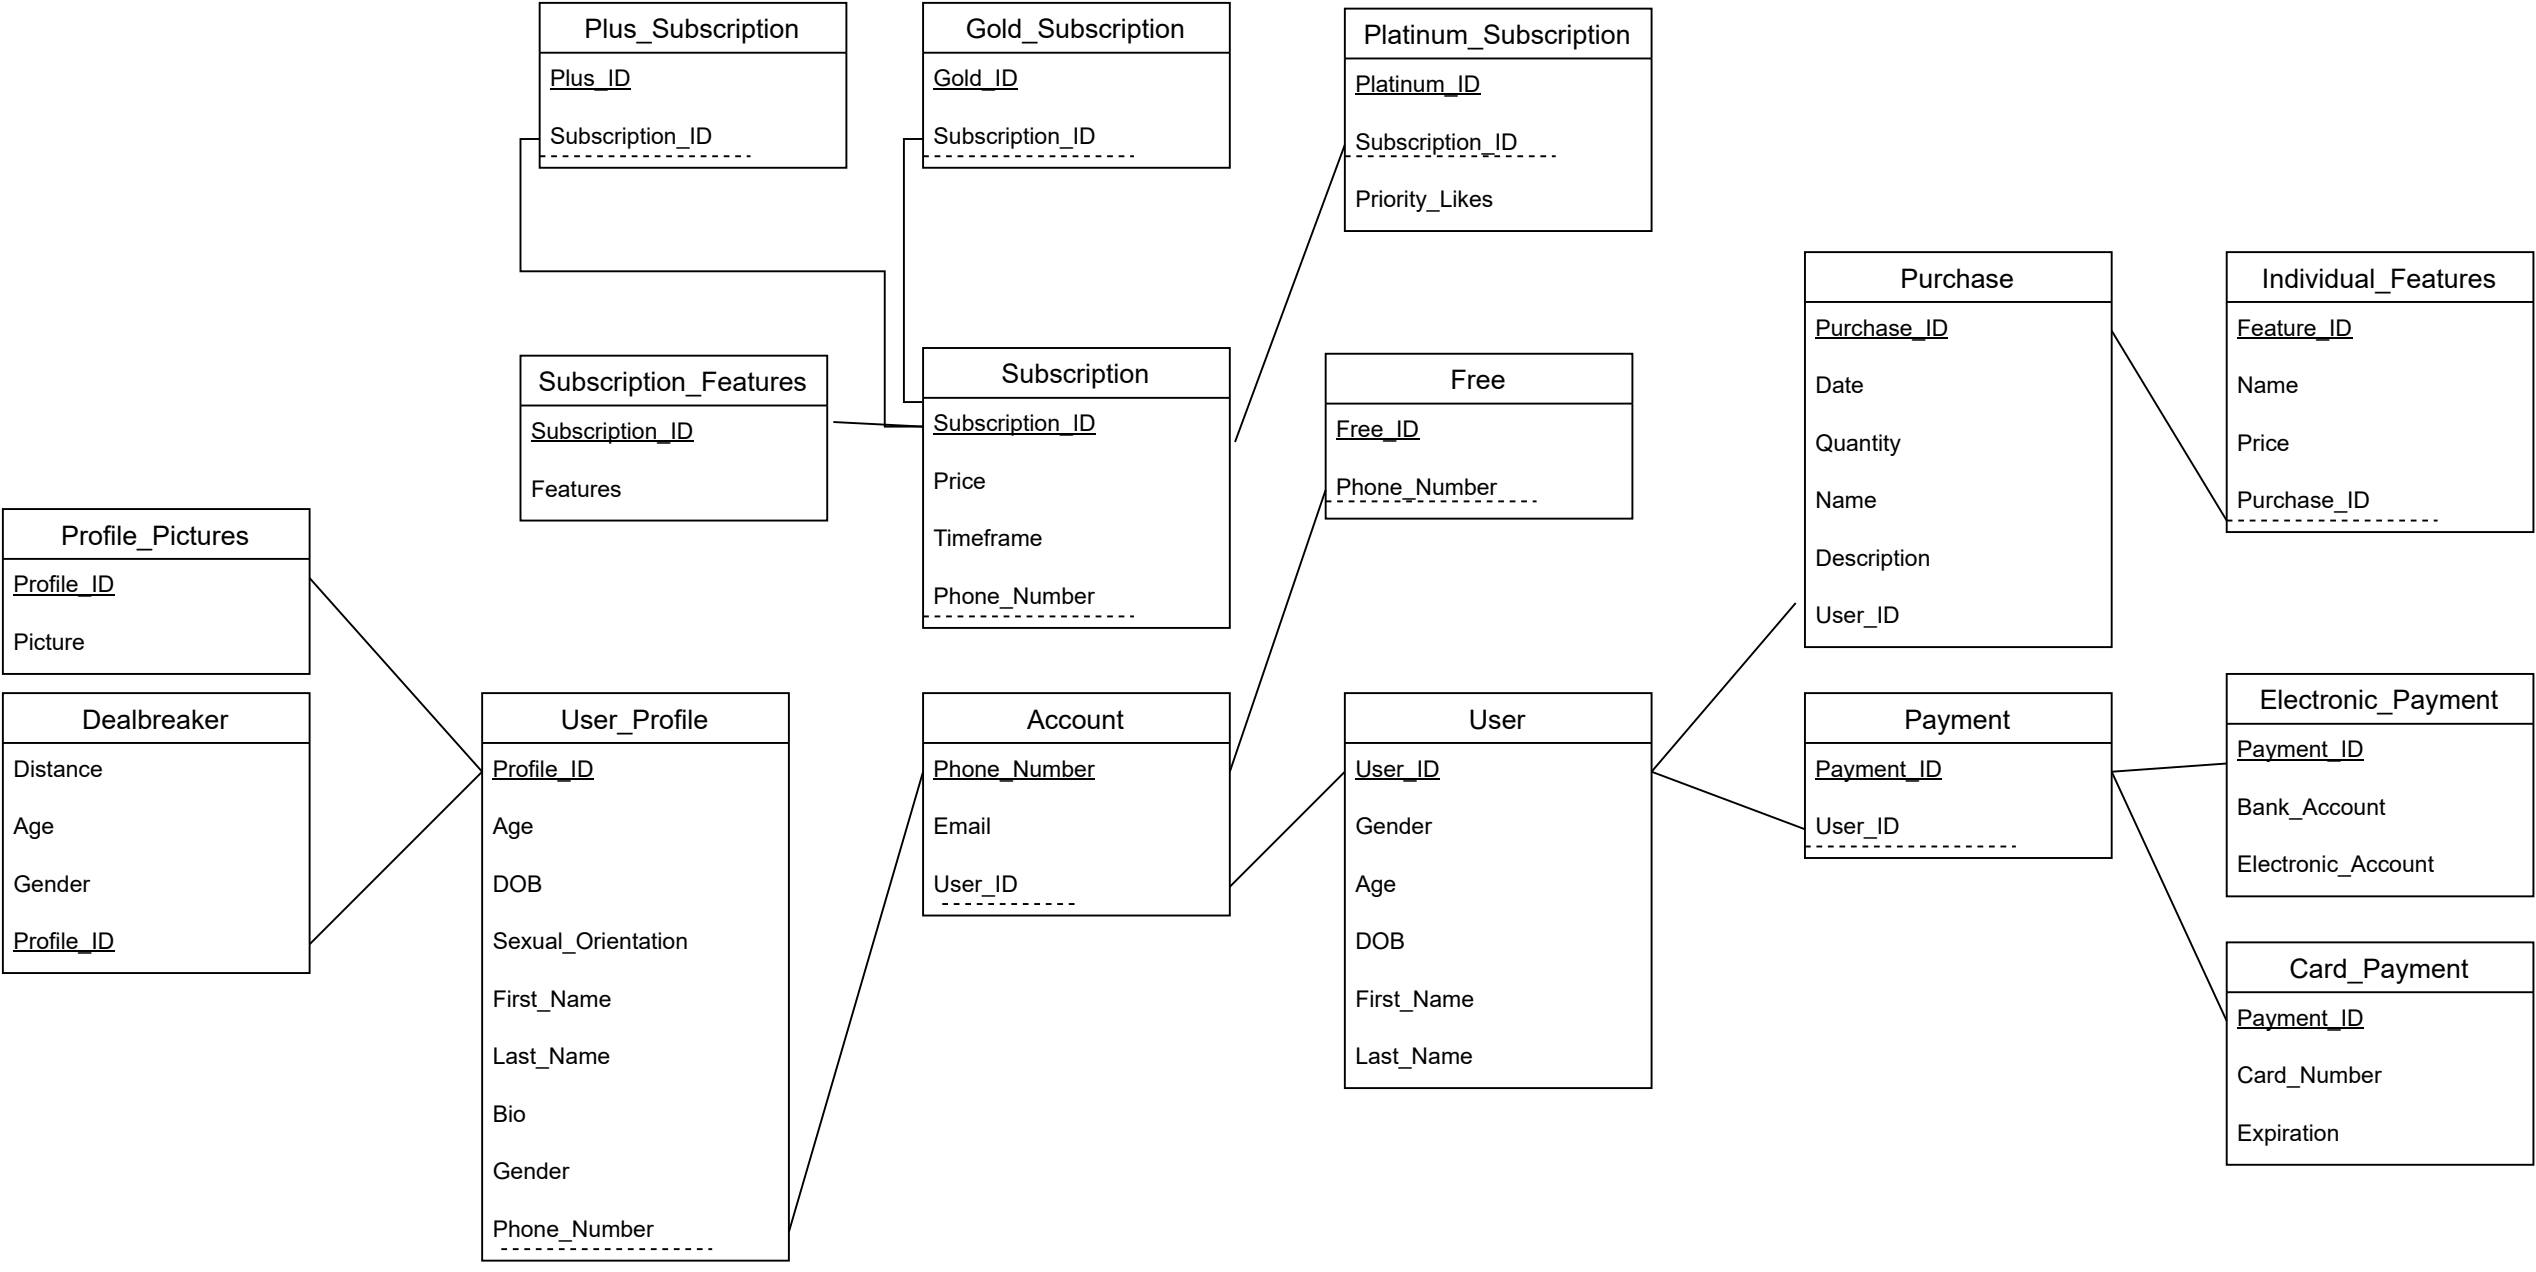 Plus_Subscription
Plus_ID
Subscription_ID
Gold_Subscription
Gold_ID
Subscription_ID
Platinum_Subscription
Platinum_ID
Subscription_ID
Priority_Likes
Purchase
Purchase_ID
Date
Quantity
Name
Description
User_ID
Individual_Features
Feature_ID
Name
Price
Purchase_ID
Subscription_Features
Subscription_ID
Features
Subscription
Subscription_ID
Price
Timeframe
Phone_Number
Free
Free_ID
Phone_Number
Profile_Pictures
Profile_ID
Picture
Dealbreaker
Distance
Age
Gender
Profile_ID
User_Profile
Profile_ID
Age
DOB
Sexual_Orientation
First_Name
Last_Name
Bio
Gender
Phone_Number
Account
Phone_Number
Email
User_ID
User
User_ID
Gender
Age
DOB
First_Name
Last_Name
Payment
Payment_ID
User_ID
Electronic_Payment
Payment_ID
Bank_Account
Electronic_Account
Card_Payment
Payment_ID
Card_Number
Expiration